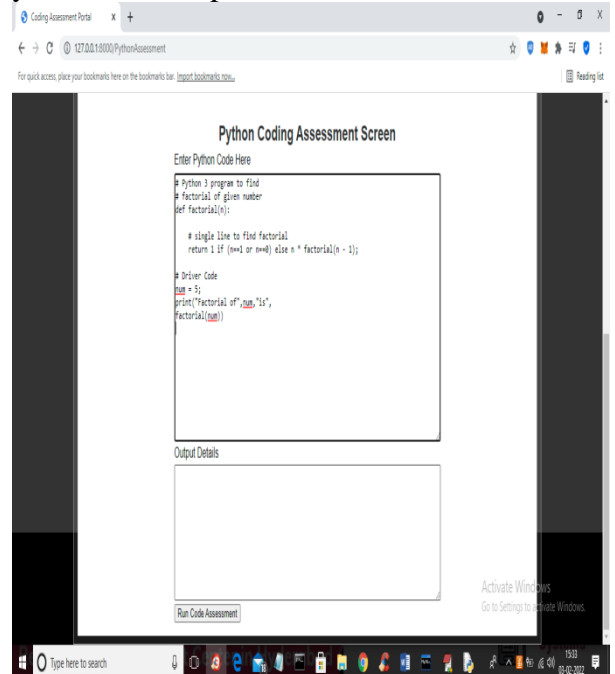 Coding Assessment Portal
127.0.0.1:8000/PythonAssessment
For quick access, place your bookmarks here on the bookmarks bar. Import bookmarks now...
Reading list
Python Coding Assessment Screen
Enter Python Code Here
# Python 3 program to find
# factorial of given number
def factorial(n):
# single line to find factorial
return 1 if (n==1 or n==0) else n * factorial(n - 1);
# Driver Code
num = 5;
print("Factorial of",num,"is",
factorial(num))
Output Details
Run Code Assessment
Activate Windows
Go to Settings to activate Windows.
Type here to search
1533
03-02-2022